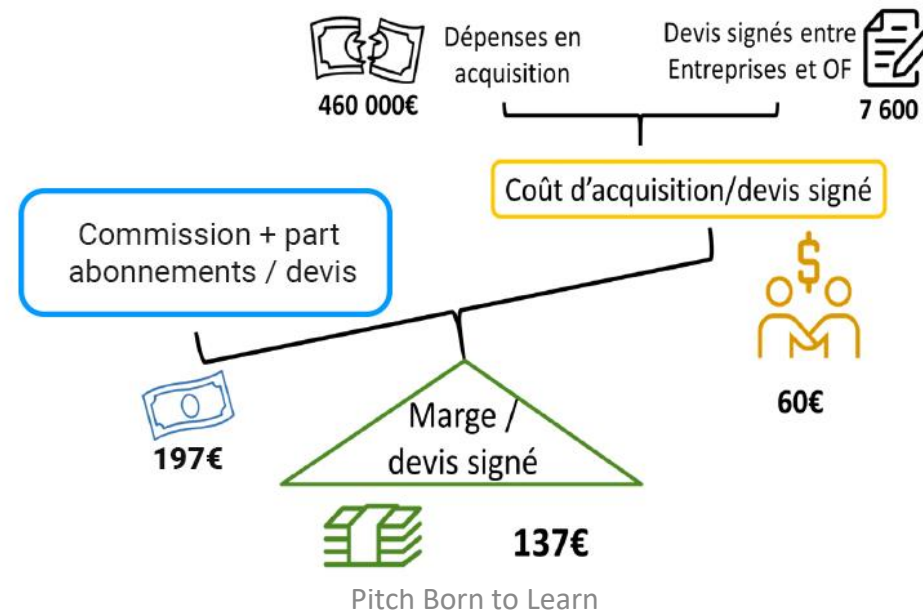 Dépenses en
acquisition
460 000€
Devis signés entre
Entreprises et OF
7 600
Coût d'acquisition/devis signé
Commission + part
abonnements / devis
197€
60€
Marge /
devis signé
137€
Pitch Born to Learn